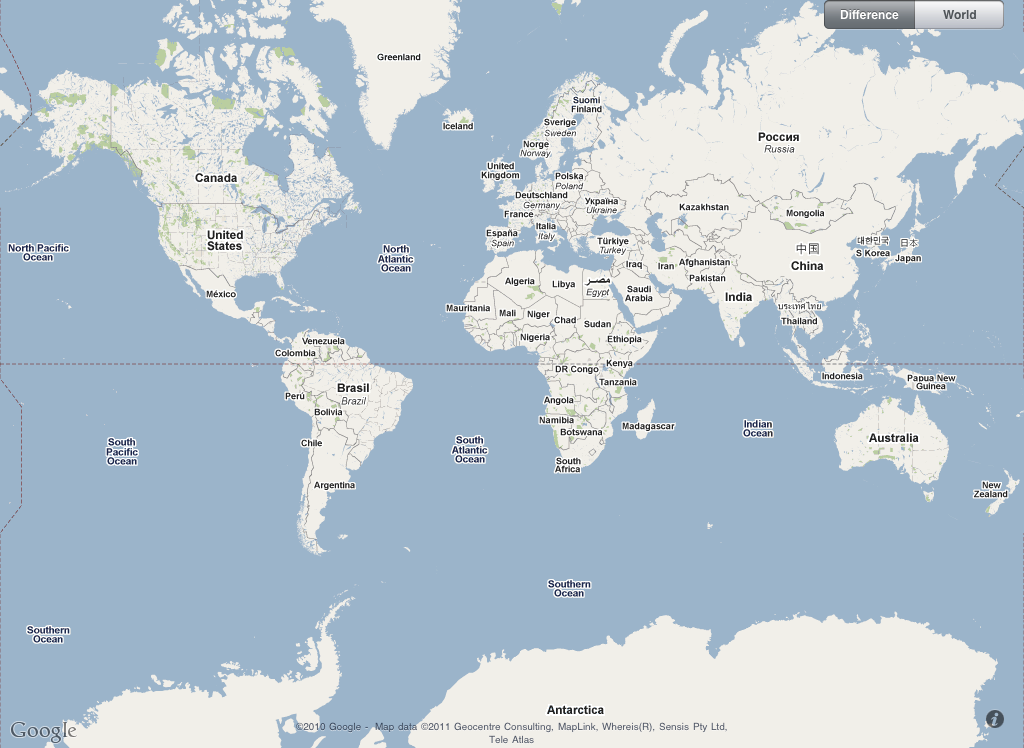 Difference
World
Greenland
Iceland
Suomi
Finland
Sverige
Sweden
Norge
Norway
Россия
Russia
United
Kingdom
Polska
Poland
Canada
Deutschland
Germany
Україна
Ukraine
Kazakhstan
Mongolia
France
United
States
Italia
Italy
España
Spain
Türkiye
Turkey
中国
China
대한민국
S Korea
日本
Japan
North Pacific
Ocean
North
Atlantic
Ocean
Iraq
Iran
Afghanistan
Pakistan
Algeria
Libya
مصر
Egypt
Saudi
Arabia
India
México
Mauritania
Mali
Niger
Chad
Sudan
ประเทศไทย
Thailand
Nigeria
Ethiopia
Venezuela
Colombia
DR Congo
Kenya
Tanzania
Indonesia
Papua New
Guinea
Perú
Brasil
Brazil
Bolivia
Angola
Namibia
Botswana
Madagascar
Indian
Ocean
Australia
Chile
South
Pacific
Ocean
South
Atlantic
Ocean
South
Africa
Argentina
New
Zealand
Southern
Ocean
Southern
Ocean
Antarctica
Google
©2010 Google - Map data ©2011 Geocentre Consulting, MapLink, Whereis(R), Sensis Pty Ltd,
Tele Atlas
i